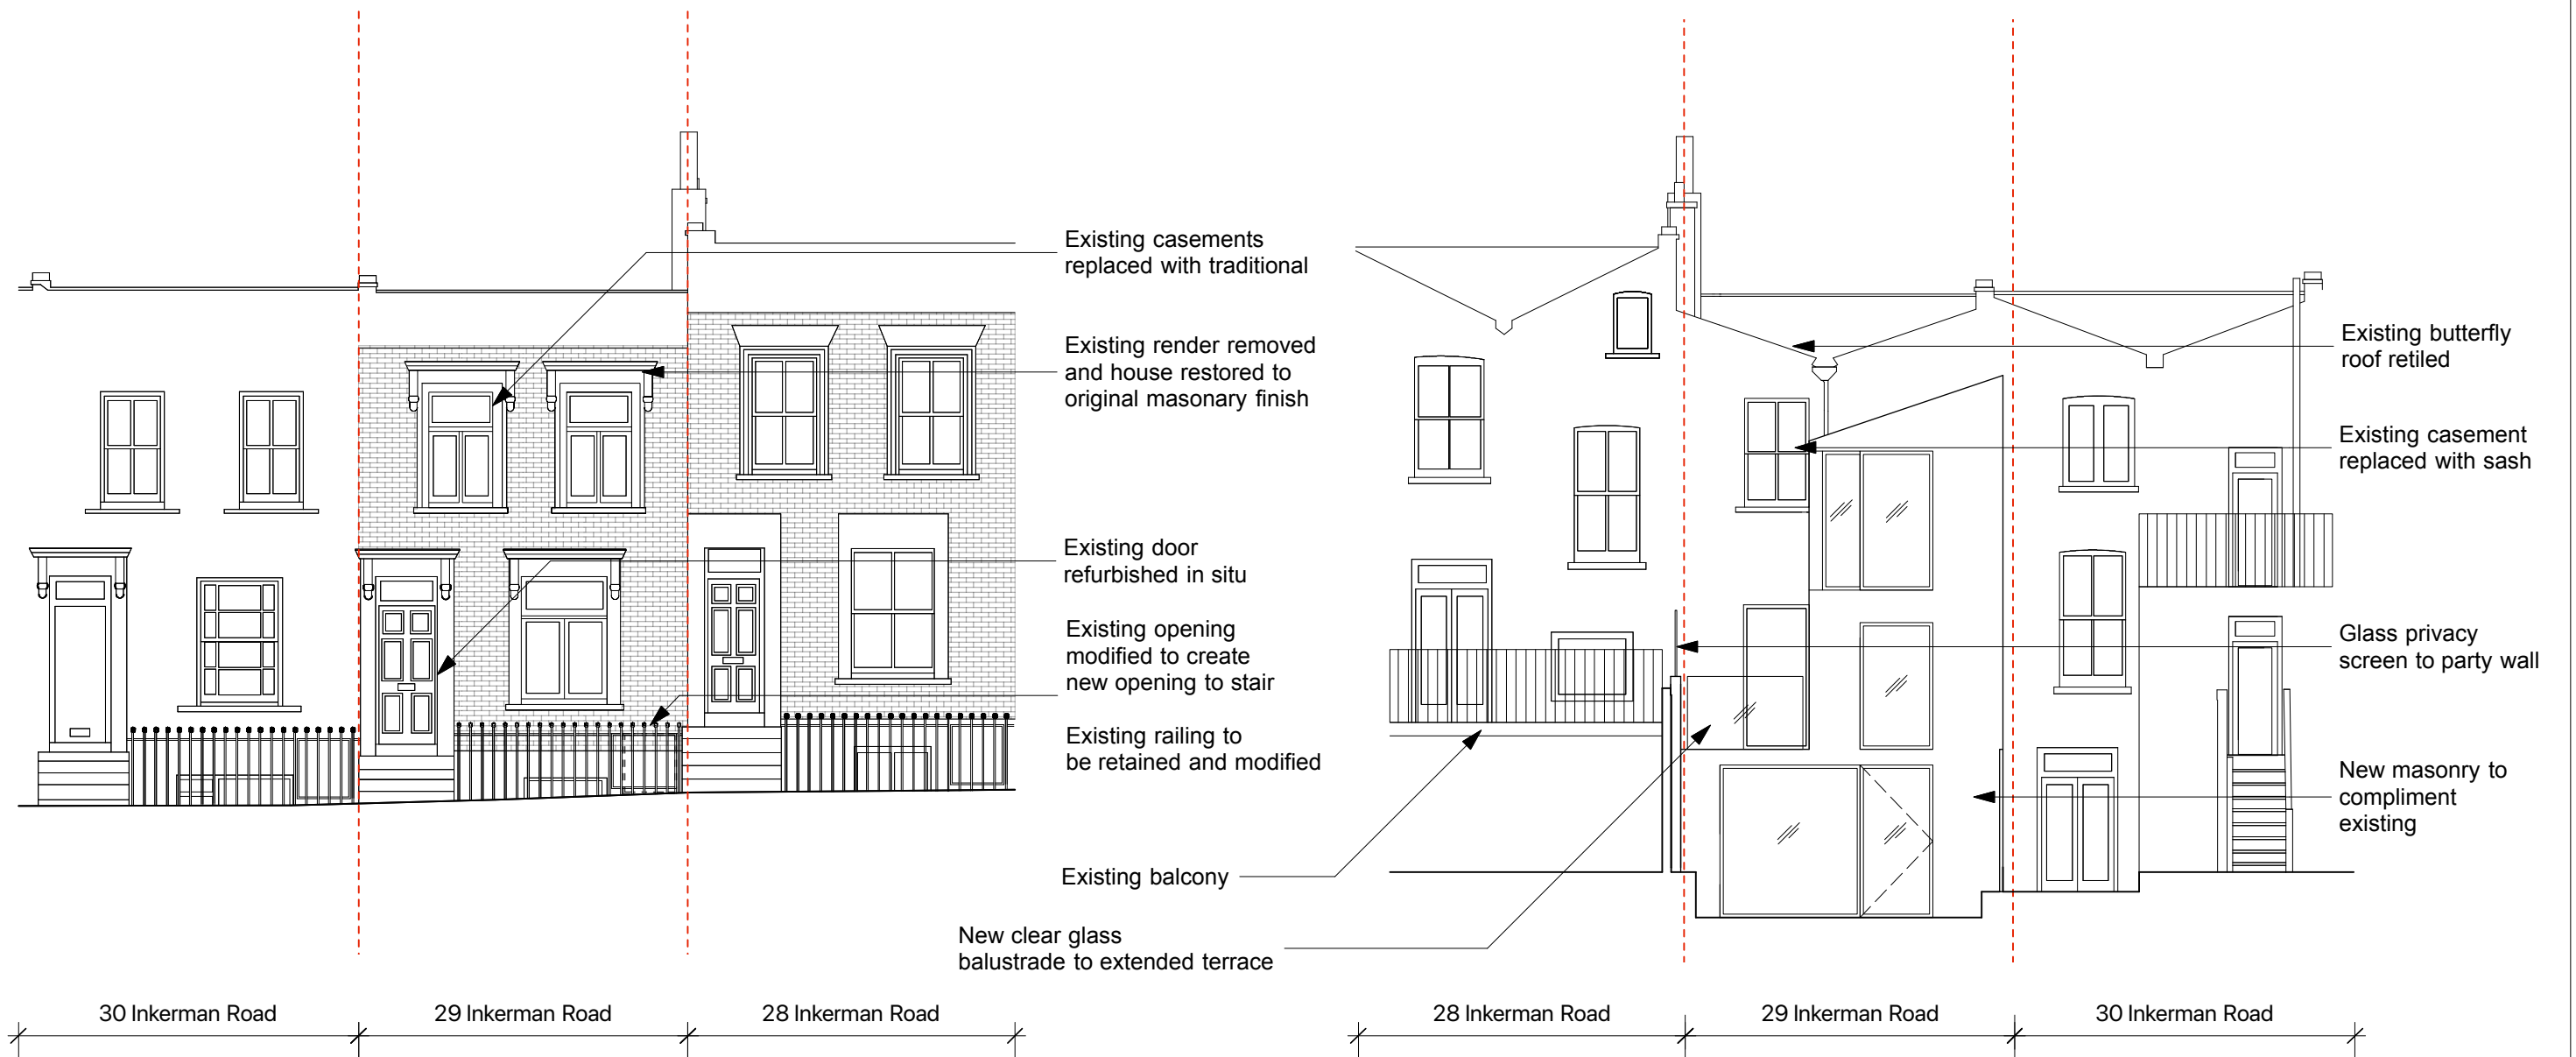 Existing casements
replaced with traditional
Existing render removed
and house restored to
original masonary finish
Existing door
refurbished in situ
Existing opening
modified to create
new opening to stair
Existing railing to
be retained and modified
Existing balcony
New clear glass
balustrade to extended terrace
Existing butterfly
roof retiled
Existing casement
replaced with sash
Glass privacy
screen to party wall
New masonry to
compliment
existing
30 Inkerman Road
29 Inkerman Road
28 Inkerman Road
28 Inkerman Road
29 Inkerman Road
30 Inkerman Road